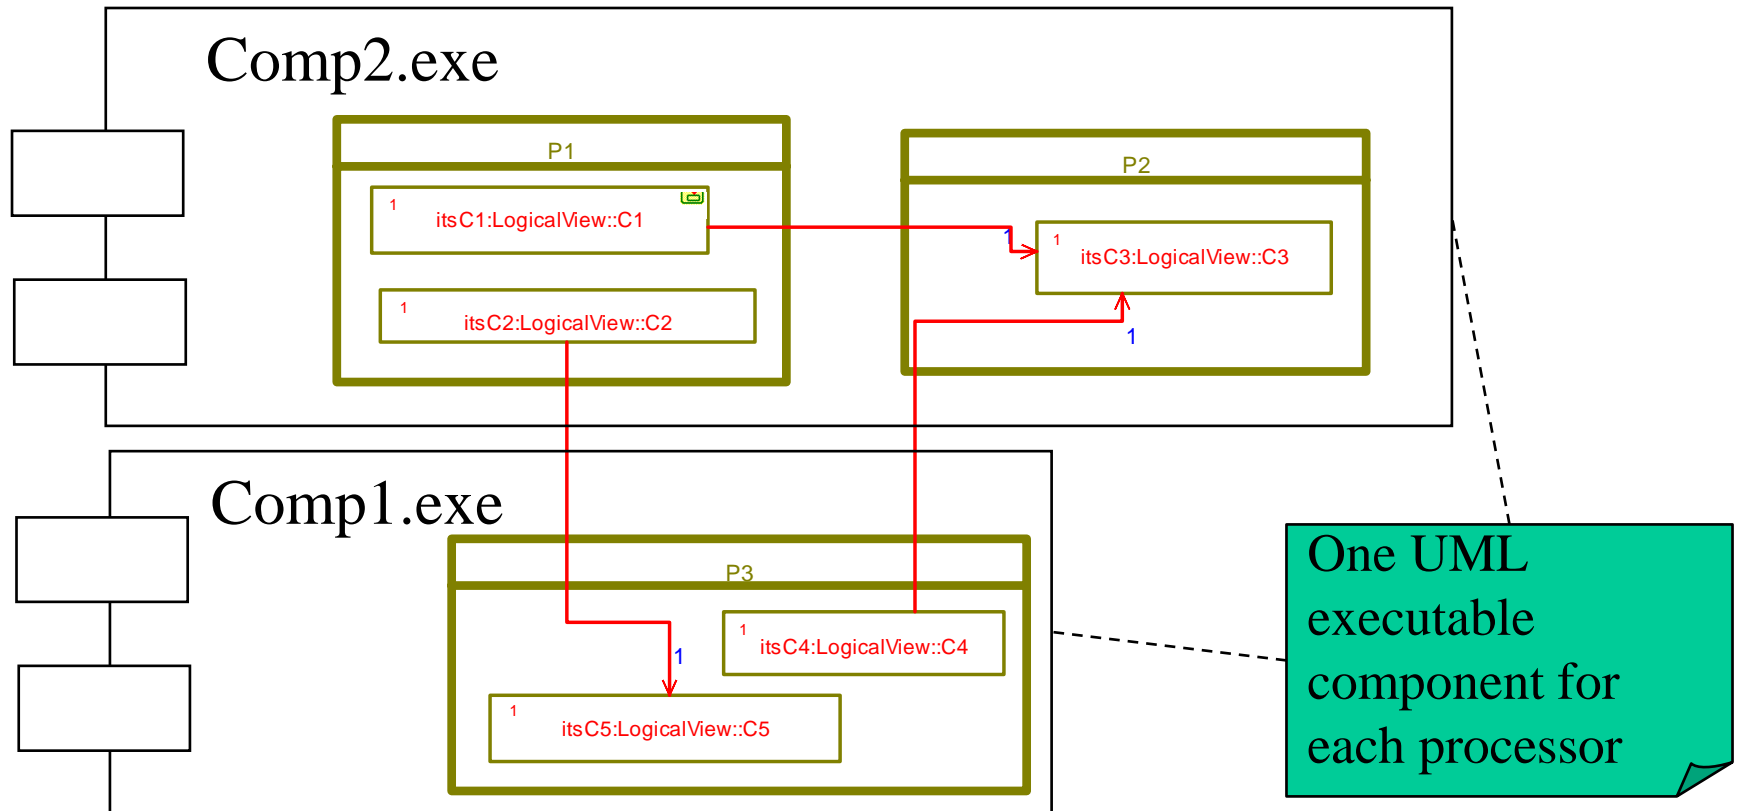 Comp2.exe
P1
P2
1
itsC1:LogicalView::C1
1
1
itsC3:LogicalView::C3
1
itsC2:LogicalView::C2
1
Comp1.exe
P3
1
itsC4:LogicalView::C4
1
1
itsC5:LogicalView::C5
One UML
executable
component for
each processor